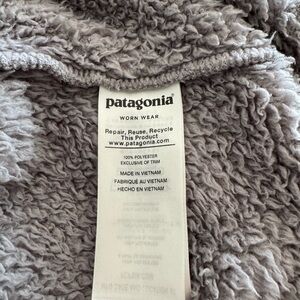 patagonia®
WORN WEAR
Repair, Reuse, Recycle
This Product
www.patagonia.com
100% POLYESTER
EXCLUSIVE OF TRIM
MADE IN VIETNAM
FABRIQUÉ AU VIETNAM
HECHO EN VIETNAM